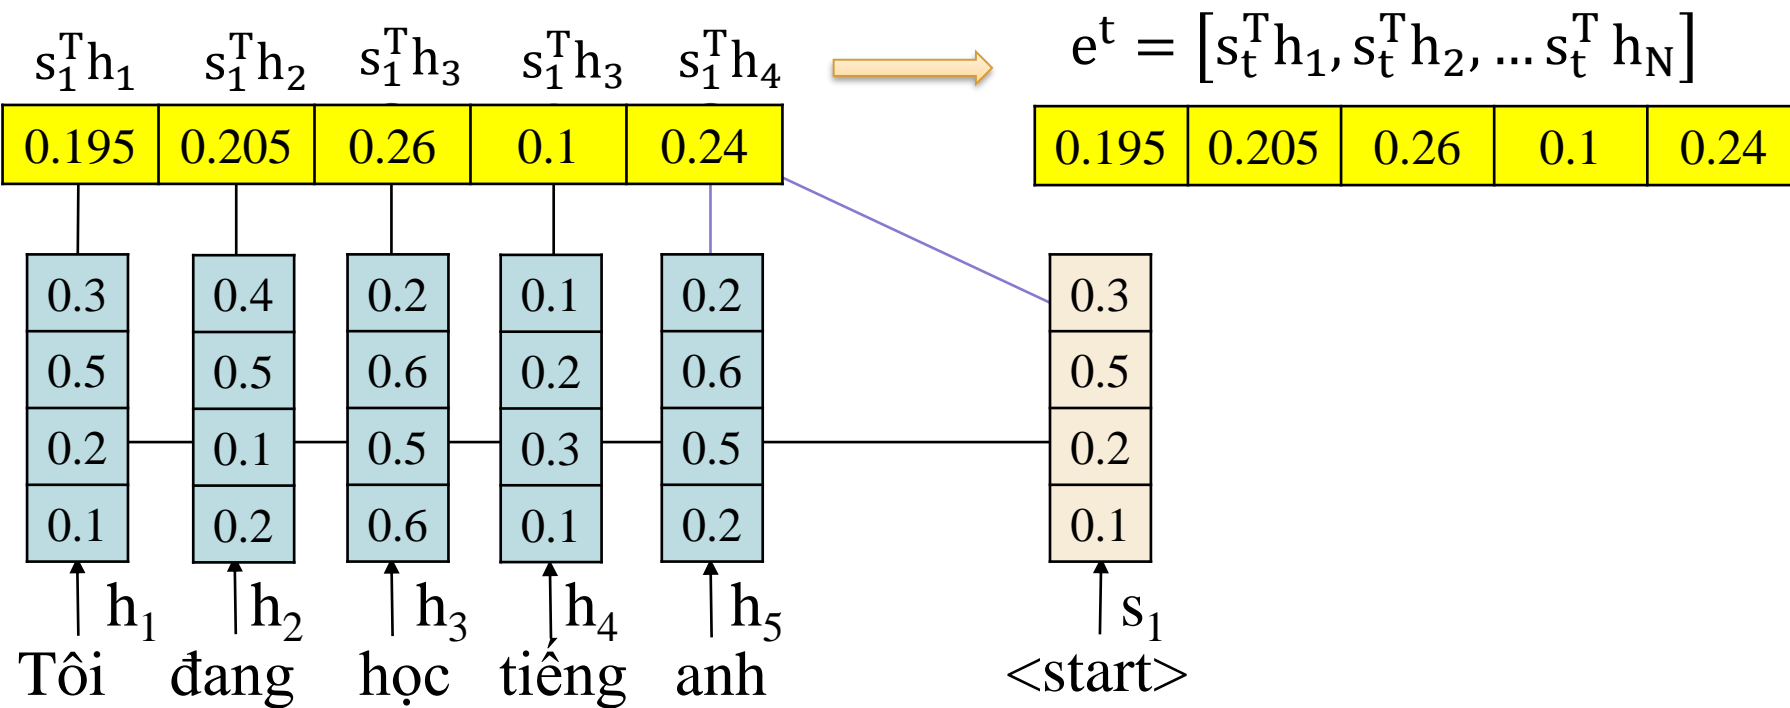 s₁ᵀh₁ s₁ᵀh₂ s₁ᵀh₃ s₁ᵀh₃ s₁ᵀh₄
eᵗ = [sₜᵀh₁, sₜᵀh₂, … sₜᵀ h_N]
0.195 0.205 0.26 0.1 0.24
0.195 0.205 0.26 0.1 0.24
0.3 0.4 0.2 0.1 0.2 0.3
0.5 0.5 0.6 0.2 0.6 0.5
0.2 0.1 0.5 0.3 0.5 0.2
0.1 0.2 0.6 0.1 0.2 0.1
h₁ h₂ h₃ h₄ h₅ s₁
Tôi đang học tiếng anh <start>